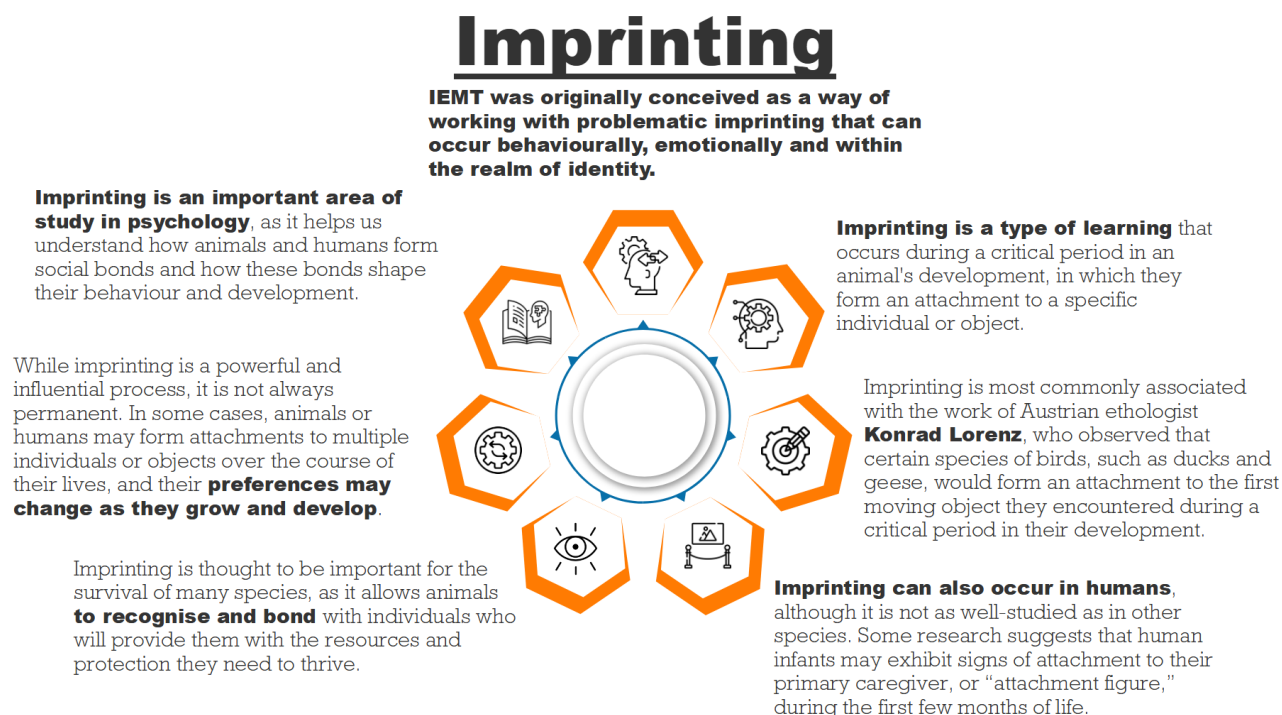 Imprinting
IEMT was originally conceived as a way of
working with problematic imprinting that can
occur behaviourally, emotionally and within
the realm of identity.
Imprinting is an important area of
study in psychology, as it helps us
understand how animals and humans form
social bonds and how these bonds shape
their behaviour and development.
While imprinting is a powerful and
influential process, it is not always
permanent. In some cases, animals or
humans may form attachments to multiple
individuals or objects over the course of
their lives, and their preferences may
change as they grow and develop.
Imprinting is thought to be important for the
survival of many species, as it allows animals
to recognise and bond with individuals who
will provide them with the resources and
protection they need to thrive.
Imprinting is a type of learning that
occurs during a critical period in an
animal's development, in which they
form an attachment to a specific
individual or object.
Imprinting is most commonly associated
with the work of Austrian ethologist
Konrad Lorenz, who observed that
certain species of birds, such as ducks and
geese, would form an attachment to the first
moving object they encountered during a
critical period in their development.
Imprinting can also occur in humans,
although it is not as well-studied as in other
species. Some research suggests that human
infants may exhibit signs of attachment to their
primary caregiver, or “attachment figure,”
during the first few months of life.